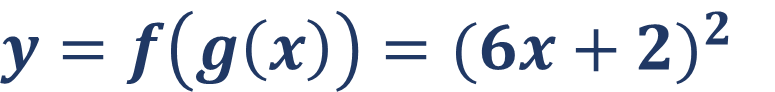 y = f(g(x)) = (6x + 2)²